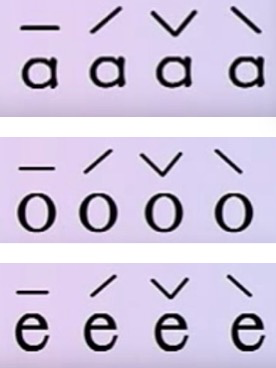 ā á ǎ à
ō ó ǒ ò
ē é ě è